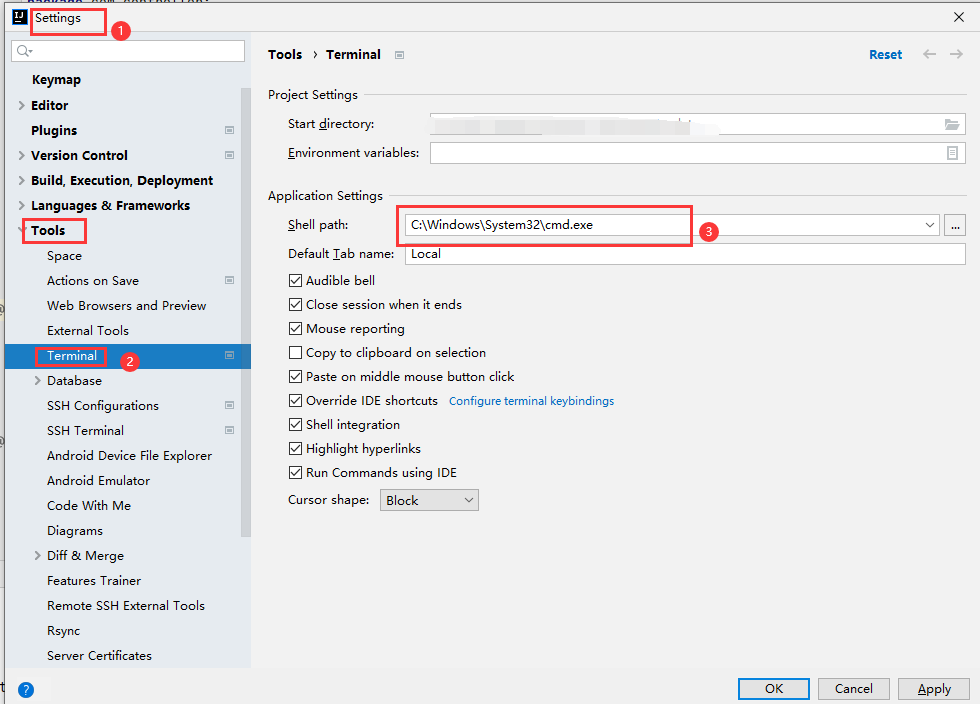 Settings
1
Keymap
Editor
Plugins
Version Control
Build, Execution, Deployment
Languages & Frameworks
Tools
Space
Actions on Save
Web Browsers and Preview
External Tools
Terminal
2
Database
SSH Configurations
SSH Terminal
Android Device File Explorer
Android Emulator
Code With Me
Diagrams
Diff & Merge
Features Trainer
Remote SSH External Tools
Rsync
Server Certificates
Tools › Terminal
Reset
Project Settings
Start directory:
Environment variables:
Application Settings
Shell path: C:\Windows\System32\cmd.exe
...
3
Default Tab name: Local
Audible bell
Close session when it ends
Mouse reporting
Copy to clipboard on selection
Paste on middle mouse button click
Override IDE shortcuts Configure terminal keybindings
Shell integration
Highlight hyperlinks
Run Commands using IDE
Cursor shape: Block
?
OK Cancel Apply